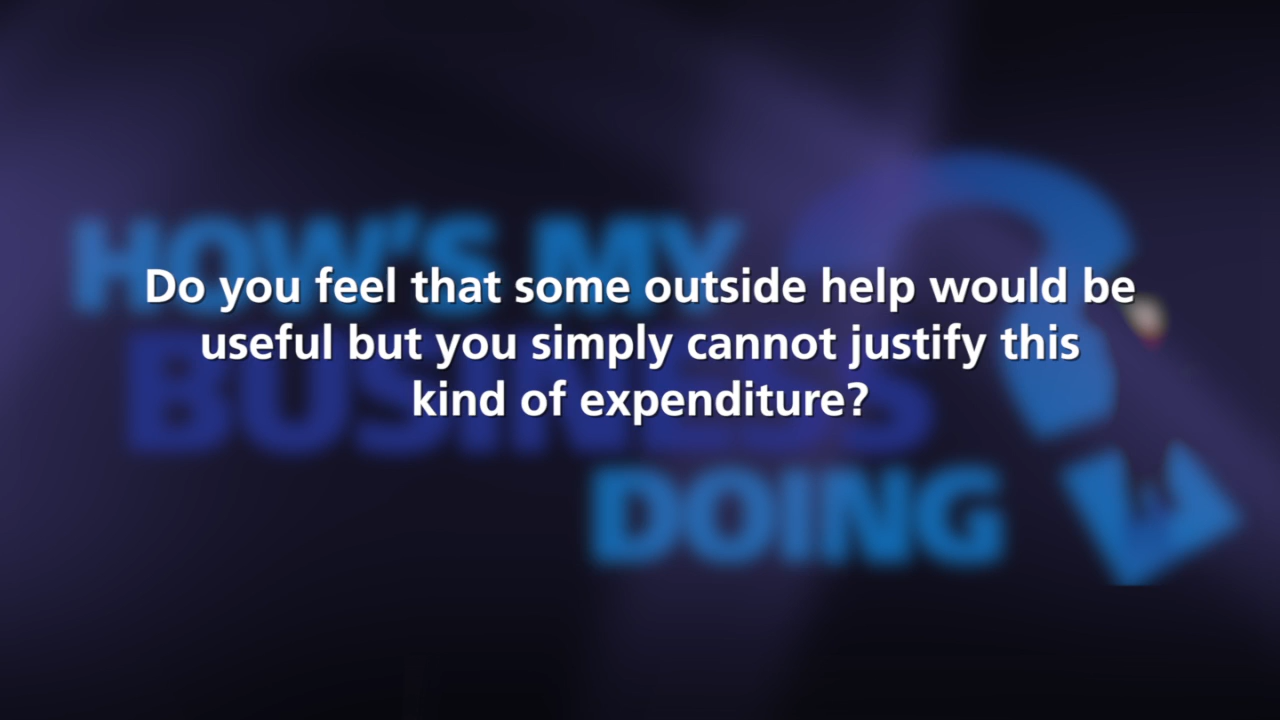 Do you feel that some outside help would be
useful but you simply cannot justify this
kind of expenditure?
HOW'S MY
BUSINESS
DOING